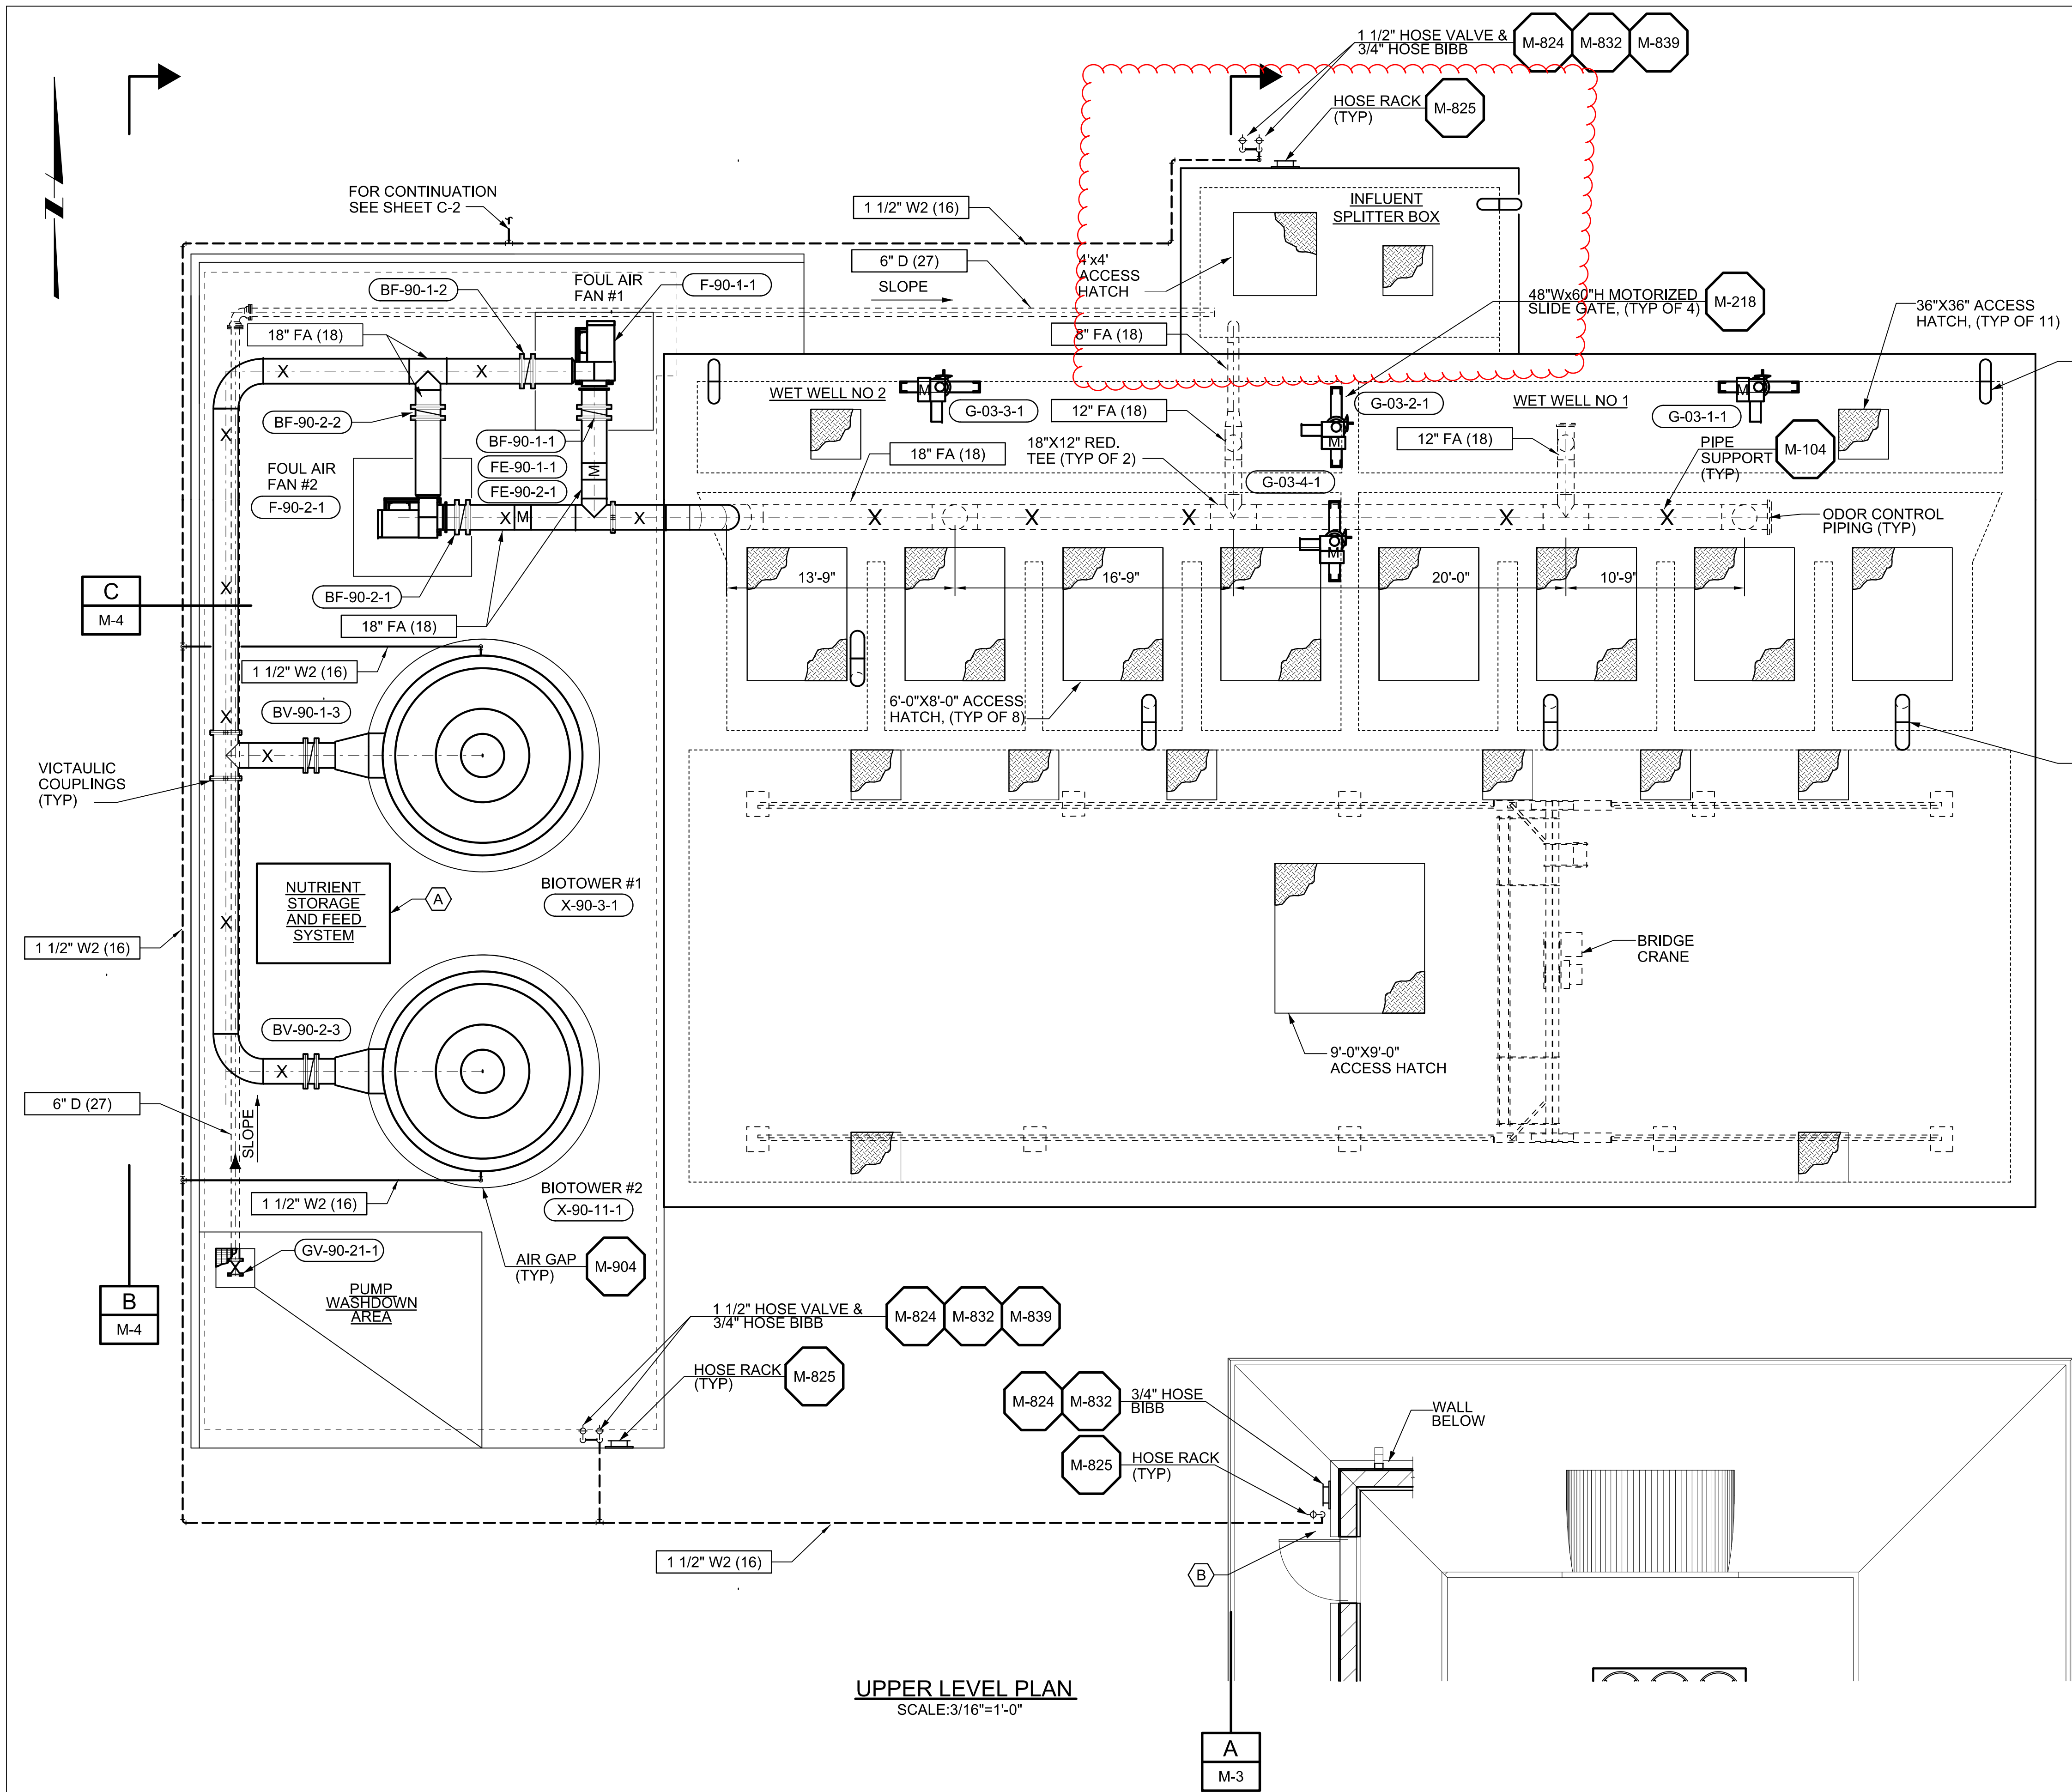 1 1/2" HOSE VALVE &
3/4" HOSE BIBB
M-824
M-832
M-839
HOSE RACK
(TYP)
M-825
FOR CONTINUATION
SEE SHEET C-2
1 1/2" W2 (16)
INFLUENT
SPLITTER BOX
6" D (27)
SLOPE
4'x4'
ACCESS
HATCH
FOUL AIR
FAN #1
F-90-1-1
BF-90-1-2
18" FA (18)
8" FA (18)
48"Wx60"H MOTORIZED
SLIDE GATE, (TYP OF 4)
M-218
36"X36" ACCESS
HATCH, (TYP OF 11)
X
X
M
M
WET WELL NO 2
G-03-3-1
12" FA (18)
G-03-2-1
WET WELL NO 1
G-03-1-1
BF-90-2-2
BF-90-1-1
FE-90-1-1
FE-90-2-1
M
18"X12" RED.
TEE (TYP OF 2)
18" FA (18)
M
12" FA (18)
PIPE
SUPPORT
(TYP)
M-104
X
FOUL AIR
FAN #2
F-90-2-1
G-03-4-1
X
M
X
X
X
X
X
X
ODOR CONTROL
PIPING (TYP)
M
BF-90-2-1
18" FA (18)
13'-9"
16'-9"
20'-0"
10'-9"
X
C
M-4
1 1/2" W2 (16)
BV-90-1-3
X
X
6'-0"X8'-0" ACCESS
HATCH, (TYP OF 8)
VICTAULIC
COUPLINGS
(TYP)
NUTRIENT
STORAGE
AND FEED
SYSTEM
A
BIOTOWER #1
X-90-3-1
X
1 1/2" W2 (16)
BRIDGE
CRANE
BV-90-2-3
X
9'-0"X9'-0"
ACCESS HATCH
6" D (27)
SLOPE
1 1/2" W2 (16)
BIOTOWER #2
X-90-11-1
GV-90-21-1
AIR GAP
(TYP)
M-904
PUMP
WASHDOWN
AREA
B
M-4
1 1/2" HOSE VALVE &
3/4" HOSE BIBB
M-824
M-832
M-839
HOSE RACK
(TYP)
M-825
M-824
M-832
3/4" HOSE
BIBB
M-825
HOSE RACK
(TYP)
WALL
BELOW
1 1/2" W2 (16)
B
UPPER LEVEL PLAN
SCALE:3/16"=1'-0"
A
M-3